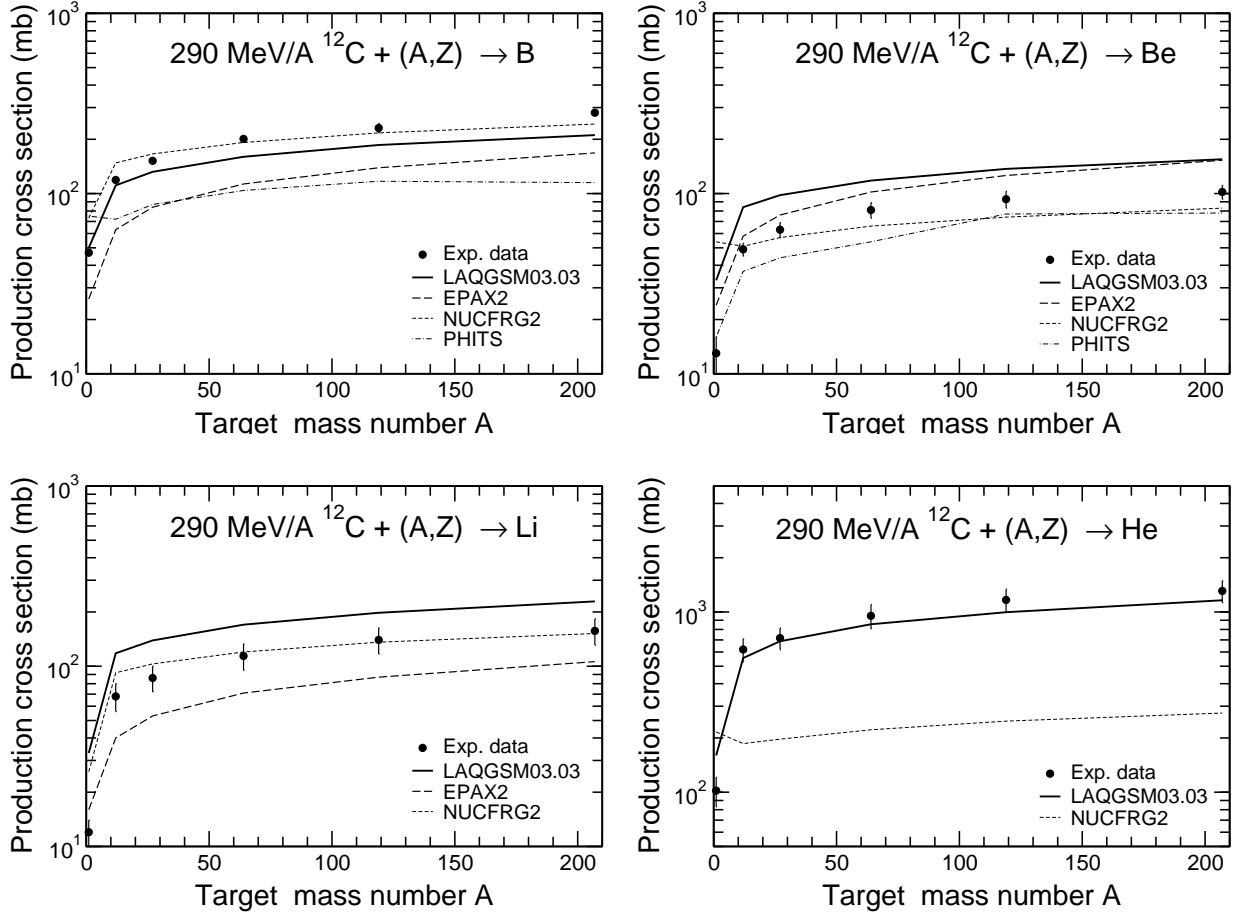 290 MeV/A ¹²C + (A,Z) → B
Production cross section (mb)
10³
10²
10¹
0 50 100 150 200
Target mass number A
Exp. data
LAQGSM03.03
EPAX2
NUCFRG2
PHITS
290 MeV/A ¹²C + (A,Z) → Be
Production cross section (mb)
10³
10²
10¹
0 50 100 150 200
Target mass number A
Exp. data
LAQGSM03.03
EPAX2
NUCFRG2
PHITS
290 MeV/A ¹²C + (A,Z) → Li
Production cross section (mb)
10³
10²
10¹
0 50 100 150 200
Target mass number A
Exp. data
LAQGSM03.03
EPAX2
NUCFRG2
290 MeV/A ¹²C + (A,Z) → He
Production cross section (mb)
10³
10²
0 50 100 150 200
Target mass number A
Exp. data
LAQGSM03.03
NUCFRG2